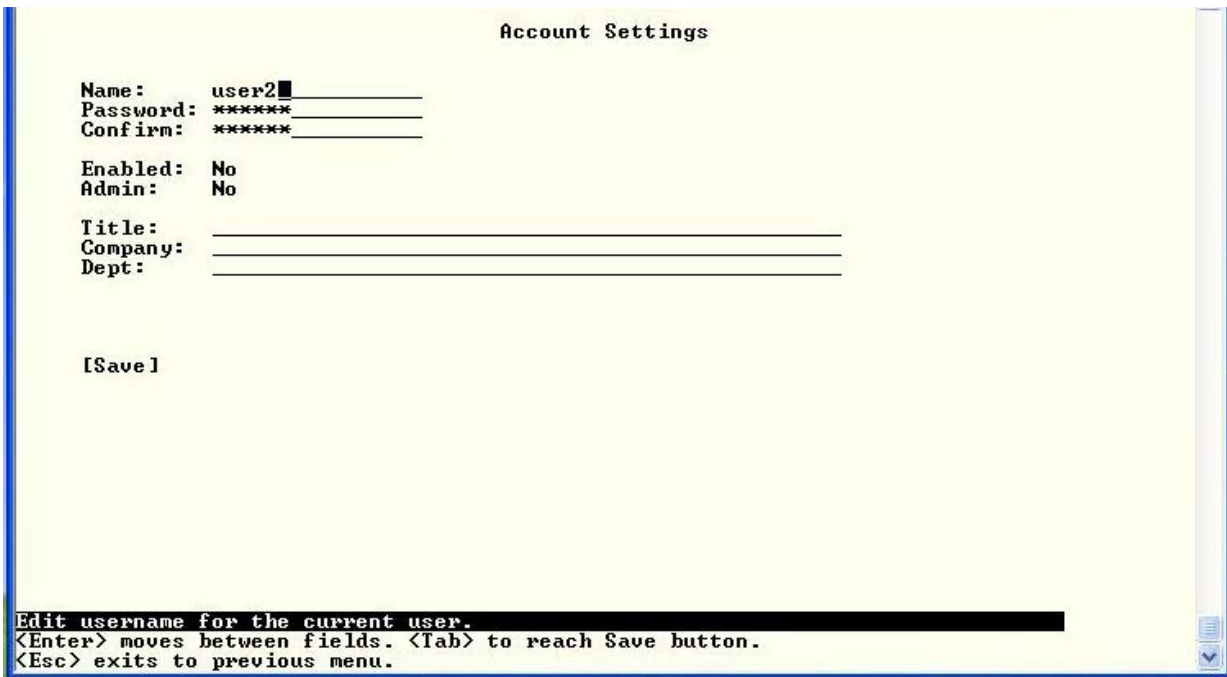 Account Settings
Name: user2
Password: ******
Confirm: ******
Enabled: No
Admin: No
Title:
Company:
Dept:
[Save]
Edit username for the current user.
<Enter> moves between fields. <Tab> to reach Save button.
<Esc> exits to previous menu.